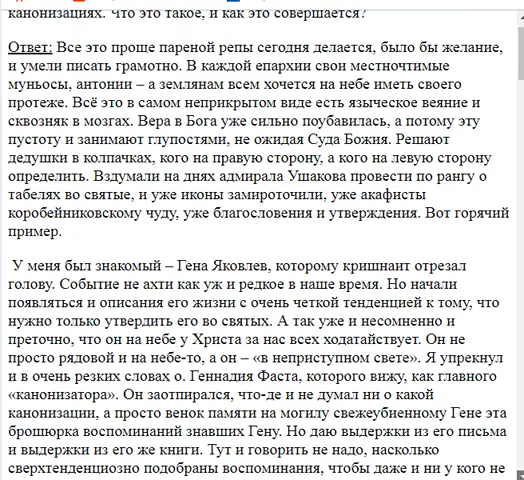 канонизациях. Что это такое, и как это совершается?
Ответ: Все это проще пареной репы сегодня делается, было бы желание,
и умели писать грамотно. В каждой епархии свои местночтимые
муньосы, антонии – а землянам всем хочется на небе иметь своего
протеже. Всё это в самом неприкрытом виде есть языческое веяние и
сквозняк в мозгах. Вера в Бога уже сильно поубавилась, а потому эту
пустоту и занимают глупостями, не ожидая Суда Божия. Решают
дедушки в колпачках, кого на правую сторону, а кого на левую сторону
определить. Вздумали на днях адмирала Ушакова провести по рангу о
табелях во святые, и уже иконы замироточили, уже акафисты
коробейниковскому чуду, уже благословения и утверждения. Вот горячий
пример.
У меня был знакомый – Гена Яковлев, которому кришнаит отрезал
голову. Событие не ахти как уж и редкое в наше время. Но начали
появляться и описания его жизни с очень четкой тенденцией к тому, что
нужно только утвердить его во святых. А так уже и несомненно и
преточно, что он на небе у Христа за нас всех ходатайствует. Он не
просто рядовой и на небе-то, а он – «в неприступном свете». Я упрекнул
и в очень резких словах о. Геннадия Фаста, которого вижу, как главного
«канонизатора». Он заотпирался, что-де и не думал ни о какой
канонизации, а просто венок памяти на могилу свежеубиенному Гене эта
брошюрка воспоминаний знавших Гену. Но даю выдержки из его письма
и выдержки из его же книги. Тут и говорить не надо, насколько
сверхтенденциозно подобраны воспоминания, чтобы даже и ни у кого не